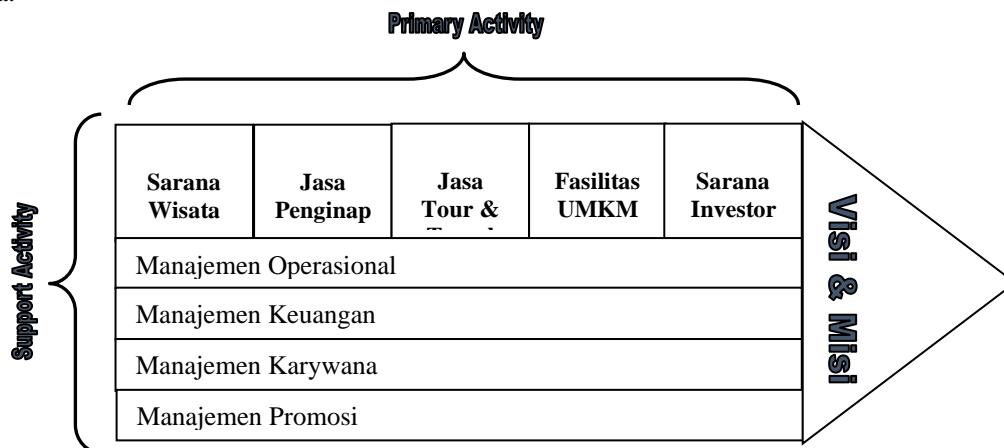 Primary Activity
Support Activity
Sarana
Wisata
Jasa
Penginap
Jasa
Tour &
Fasilitas
UMKM
Sarana
Investor
Manajemen Operasional
Manajemen Keuangan
Manajemen Karywana
Manajemen Promosi
Visi & Misi